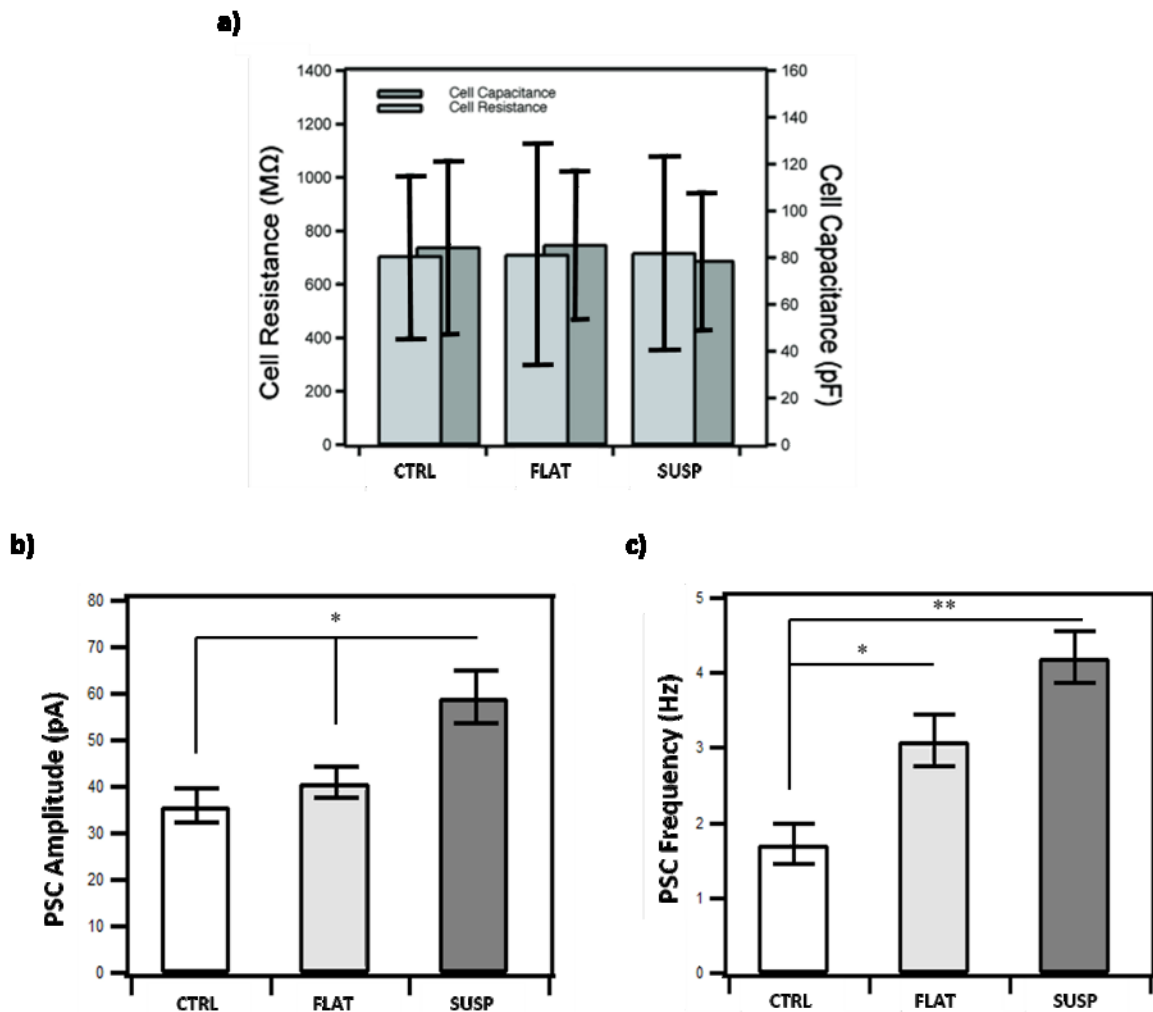 a)
Cell Capacitance
Cell Resistance
Cell Resistance (MΩ)
1400
1200
1000
800
600
400
200
0
160
140
120
100
80
60
40
20
0
Cell Capacitance (pF)
CTRL FLAT SUSP
b)
PSC Amplitude (pA)
80
70
60
50
40
30
20
10
0
*
CTRL FLAT SUSP
c)
PSC Frequency (Hz)
5
4
3
2
1
0
**
*
CTRL FLAT SUSP